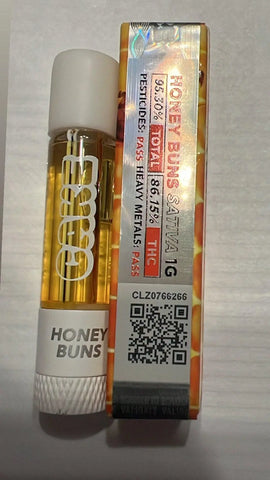 HONEY
BUNS
HONEY BUNS SATIVA 1G
95.30% TOTAL 86.15% THC
PESTICIDES: PASS HEAVY METALS: PASS
CLZ0766266